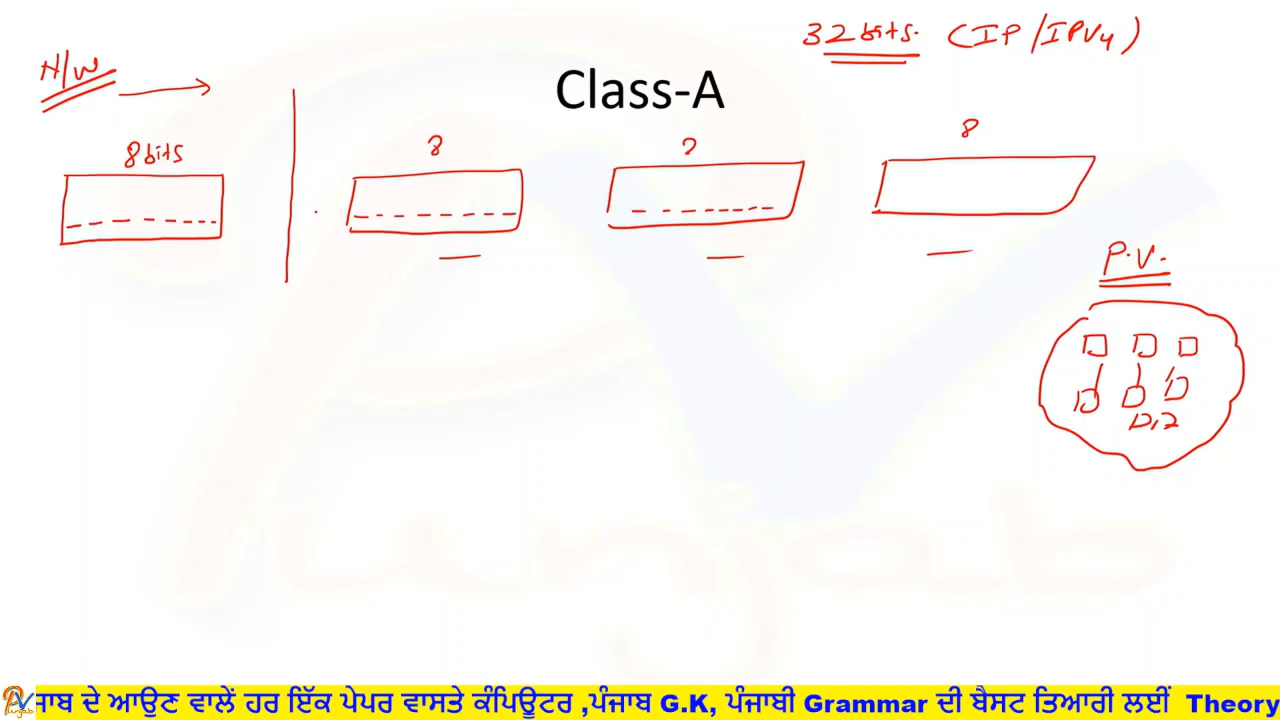 32 bits. (IP/IPV4)
N/W
Class-A
8 bits 8 8
P.V.
ਜਾਬ ਦੇ ਆਉਣ ਵਾਲੇਂ ਹਰ ਇੱਕ ਪੇਪਰ ਵਾਸਤੇ ਕੰਪਿਊਟਰ ,ਪੰਜਾਬ G.K, ਪੰਜਾਬੀ Grammar ਦੀ ਬੈਸਟ ਤਿਆਰੀ ਲਈਂ Theory